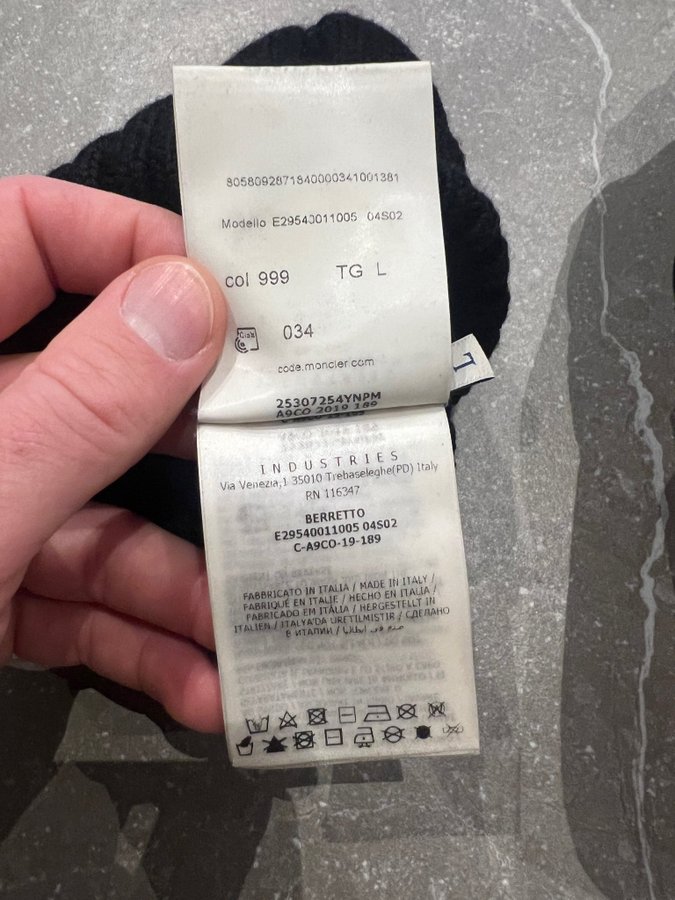 8058092871840000341001381
Modello E29540011005 04S02
col 999 TG L
Ciak
034
code.moncler.com
L
25307254YNPM
A9CO 2019 189
INDUSTRIES
Via Venezia,1 35010 Trebaseleghe(PD) Italy
RN 116347
BERRETTO
E29540011005 04S02
C-A9CO-19-189
FABBRICATO IN ITALIA / MADE IN ITALY /
FABRIQUÉ EN ITALIE / HECHO EN ITALIA /
FABRICADO EM ITÁLIA / HERGESTELLT IN
ITALIEN / ITALYA'DA URETILMISTIR / СДЕЛАНО
В ИТАЛИИ /